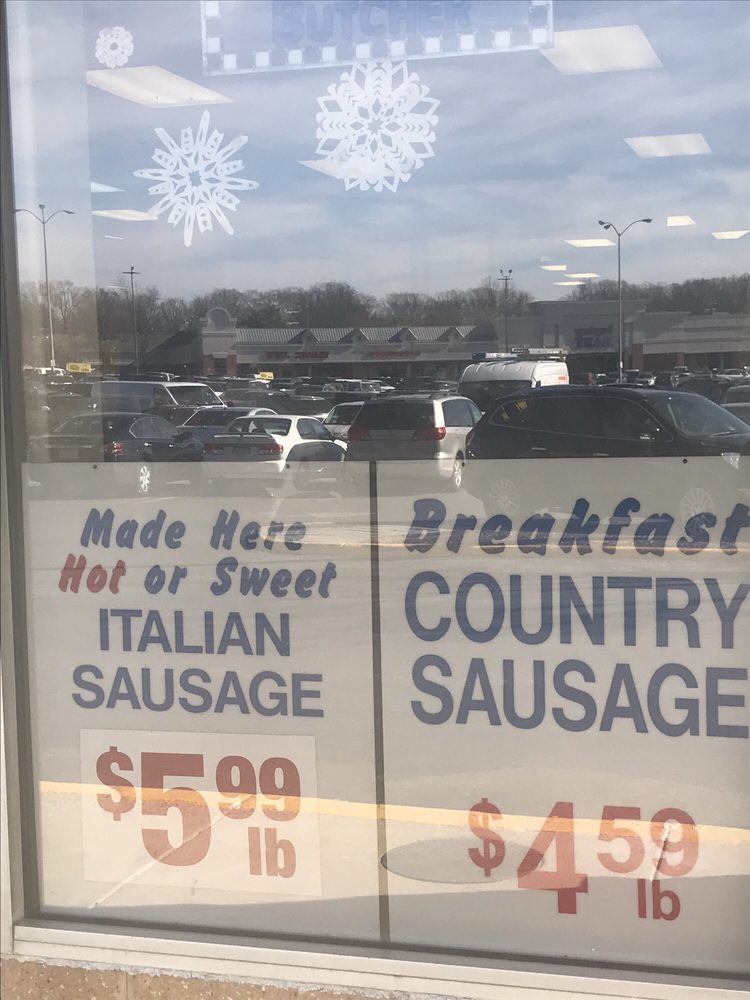 BUTCHER
Made Here
Hot or Sweet
ITALIAN
SAUSAGE
$5.99
lb
Breakfast
COUNTRY
SAUSAGE
$4.59
lb